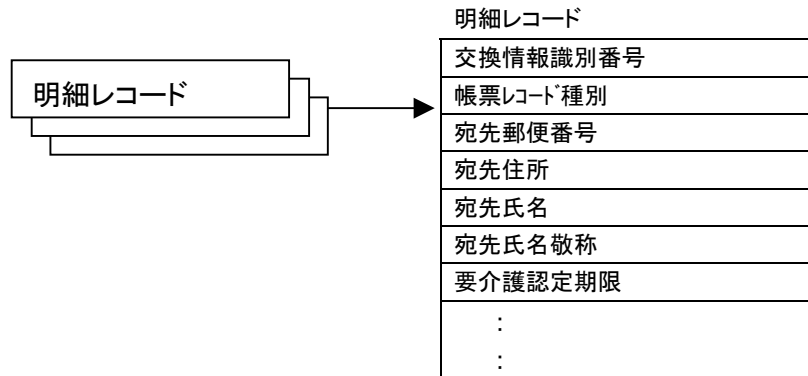 明細レコード
明細レコード
交換情報識別番号
帳票ﾚｺｰﾄﾞ種別
宛先郵便番号
宛先住所
宛先氏名
宛先氏名敬称
要介護認定期限
:
: